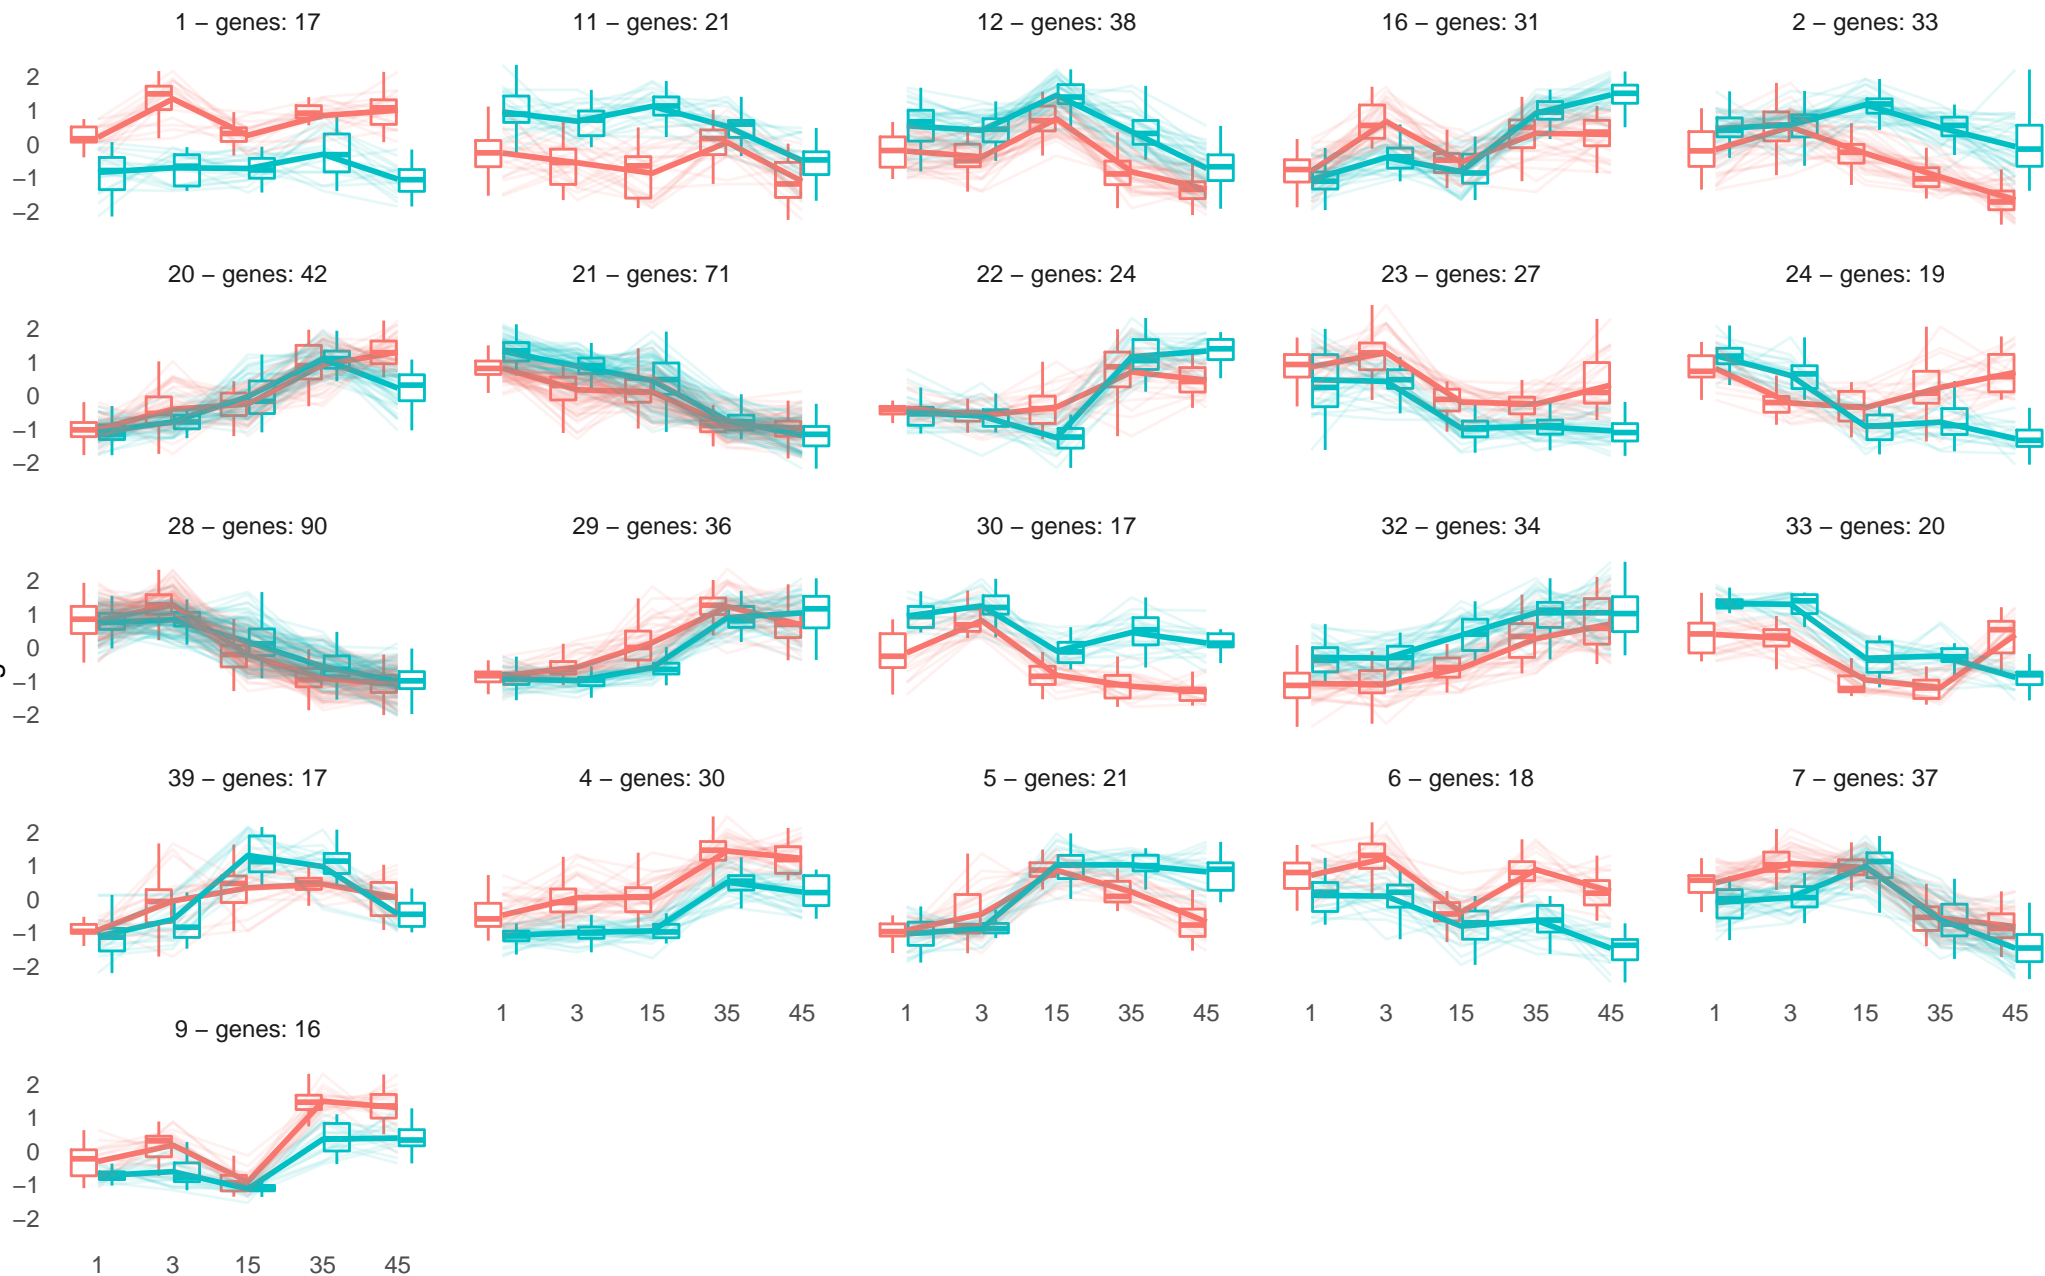 1 – genes: 17
11 – genes: 21
12 – genes: 38
16 – genes: 31
2 – genes: 33
2
1
0
−1
−2
20 – genes: 42
21 – genes: 71
22 – genes: 24
23 – genes: 27
24 – genes: 19
2
1
0
−1
−2
28 – genes: 90
29 – genes: 36
30 – genes: 17
32 – genes: 34
33 – genes: 20
2
1
0
−1
−2
39 – genes: 17
4 – genes: 30
5 – genes: 21
6 – genes: 18
7 – genes: 37
2
1
0
−1
−2
1 3 15 35 45
1 3 15 35 45
1 3 15 35 45
1 3 15 35 45
9 – genes: 16
2
1
0
−1
−2
1 3 15 35 45